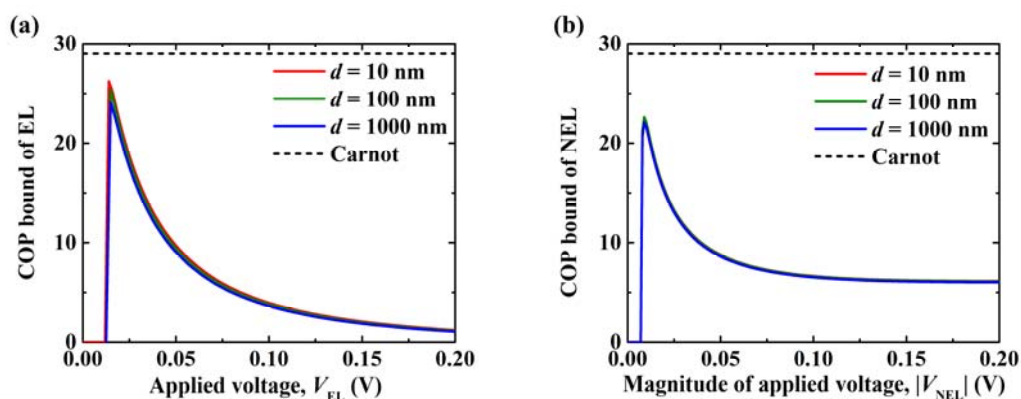 (a)
30
20
10
0
0.00 0.05 0.10 0.15 0.20
COP bound of EL
Applied voltage, V_EL (V)
d = 10 nm
d = 100 nm
d = 1000 nm
Carnot
(b)
30
20
10
0
0.00 0.05 0.10 0.15 0.20
COP bound of NEL
Magnitude of applied voltage, |V_NEL| (V)
d = 10 nm
d = 100 nm
d = 1000 nm
Carnot